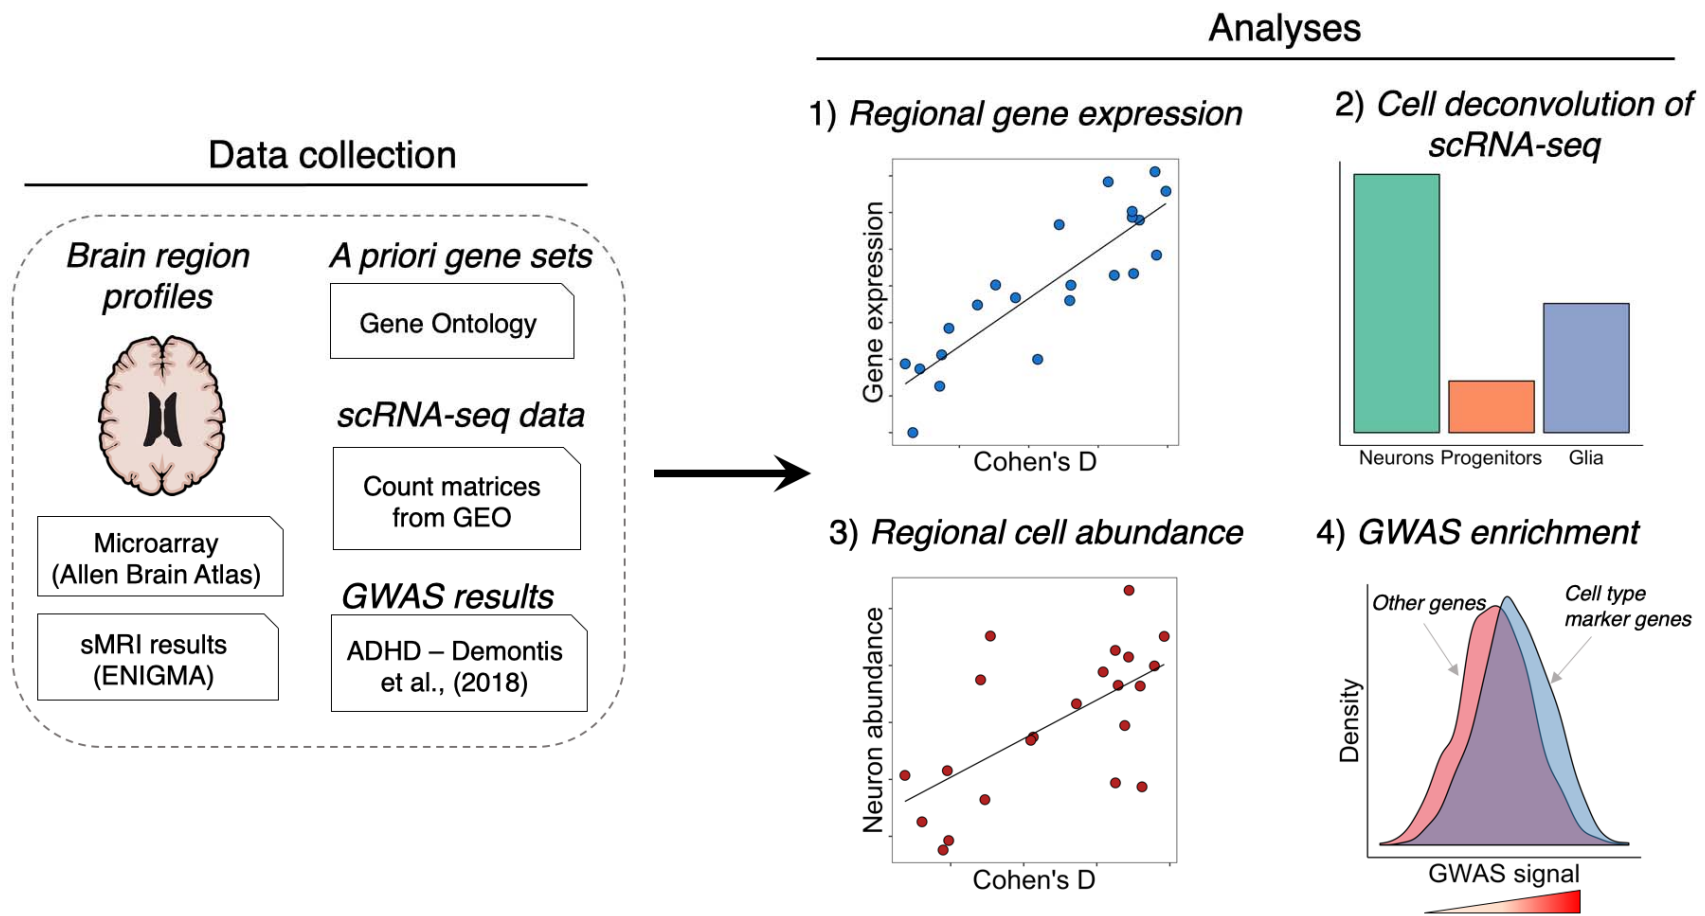 Data collection
Brain region
profiles
Microarray
(Allen Brain Atlas)
sMRI results
(ENIGMA)
A priori gene sets
Gene Ontology
scRNA-seq data
Count matrices
from GEO
GWAS results
ADHD – Demontis
et al., (2018)
Analyses
1) Regional gene expression
Gene expression
Cohen's D
2) Cell deconvolution of
scRNA-seq
Neurons Progenitors Glia
3) Regional cell abundance
Neuron abundance
Cohen's D
4) GWAS enrichment
Other genes
Cell type
marker genes
Density
GWAS signal